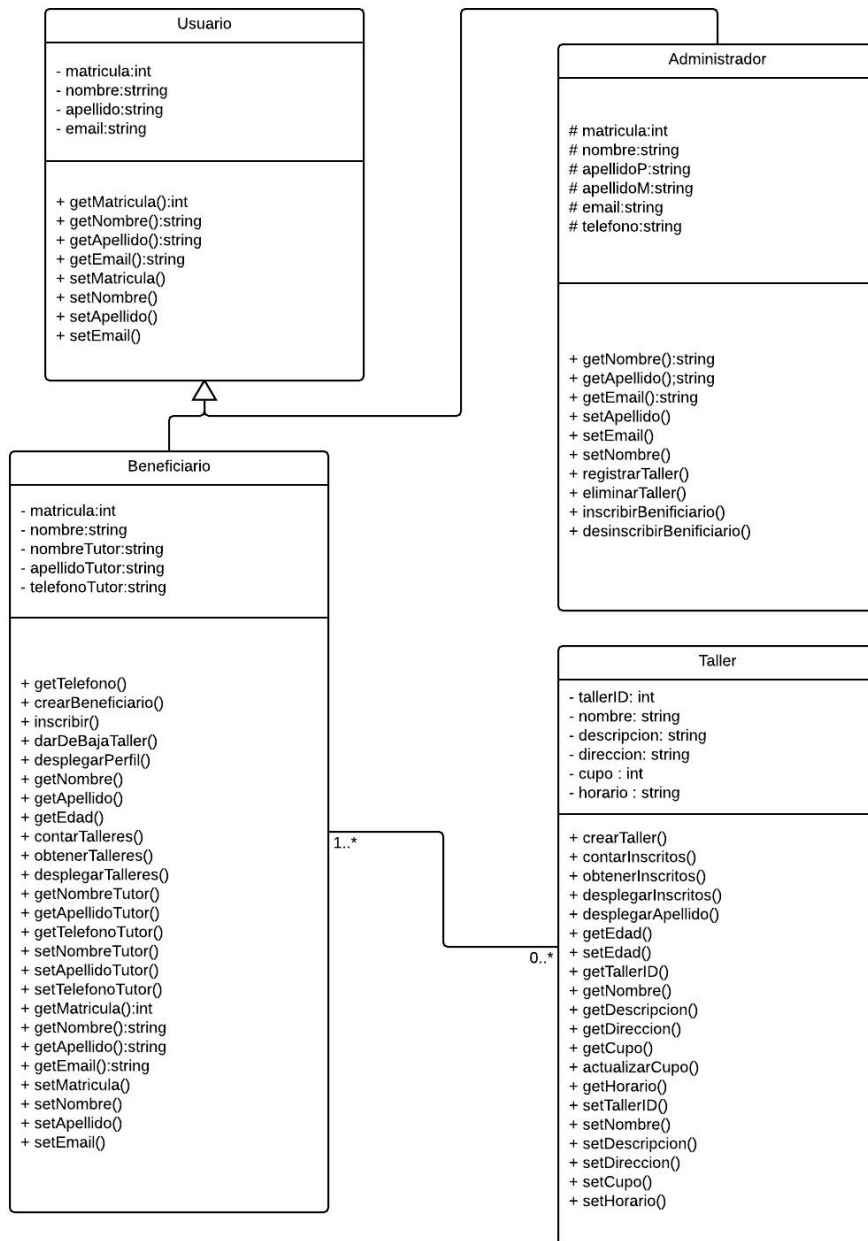 Usuario
- matricula:int
- nombre:strring
- apellido:string
- email:string
+ getMatricula():int
+ getNombre():string
+ getApellido():string
+ getEmail():string
+ setMatricula()
+ setNombre()
+ setApellido()
+ setEmail()
Administrador
# matricula:int
# nombre:string
# apellidoP:string
# apellidoM:string
# email:string
# telefono:string
+ getNombre():string
+ getApellido();string
+ getEmail():string
+ setApellido()
+ setEmail()
+ setNombre()
+ registrarTaller()
+ eliminarTaller()
+ inscribirBenificiario()
+ desinscribirBenificiario()
Beneficiario
- matricula:int
- nombre:string
- nombreTutor:string
- apellidoTutor:string
- telefonoTutor:string
+ getTelefono()
+ crearBeneficiario()
+ inscribir()
+ darDeBajaTaller()
+ desplegarPerfil()
+ getNombre()
+ getApellido()
+ getEdad()
+ contarTalleres()
+ obtenerTalleres()
+ desplegarTalleres()
+ getNombreTutor()
+ getApellidoTutor()
+ getTelefonoTutor()
+ setNombreTutor()
+ setApellidoTutor()
+ setTelefonoTutor()
+ getMatricula():int
+ getNombre():string
+ getApellido():string
+ getEmail():string
+ setMatricula()
+ setNombre()
+ setApellido()
+ setEmail()
1..*
0..*
Taller
- tallerID: int
- nombre: string
- descripcion: string
- direccion: string
- cupo : int
- horario : string
+ crearTaller()
+ contarInscritos()
+ obtenerInscritos()
+ desplegarInscritos()
+ desplegarApellido()
+ getEdad()
+ setEdad()
+ getTallerID()
+ getNombre()
+ getDescripcion()
+ getDireccion()
+ getCupo()
+ actualizarCupo()
+ getHorario()
+ setTallerID()
+ setNombre()
+ setDescripcion()
+ setDireccion()
+ setCupo()
+ setHorario()